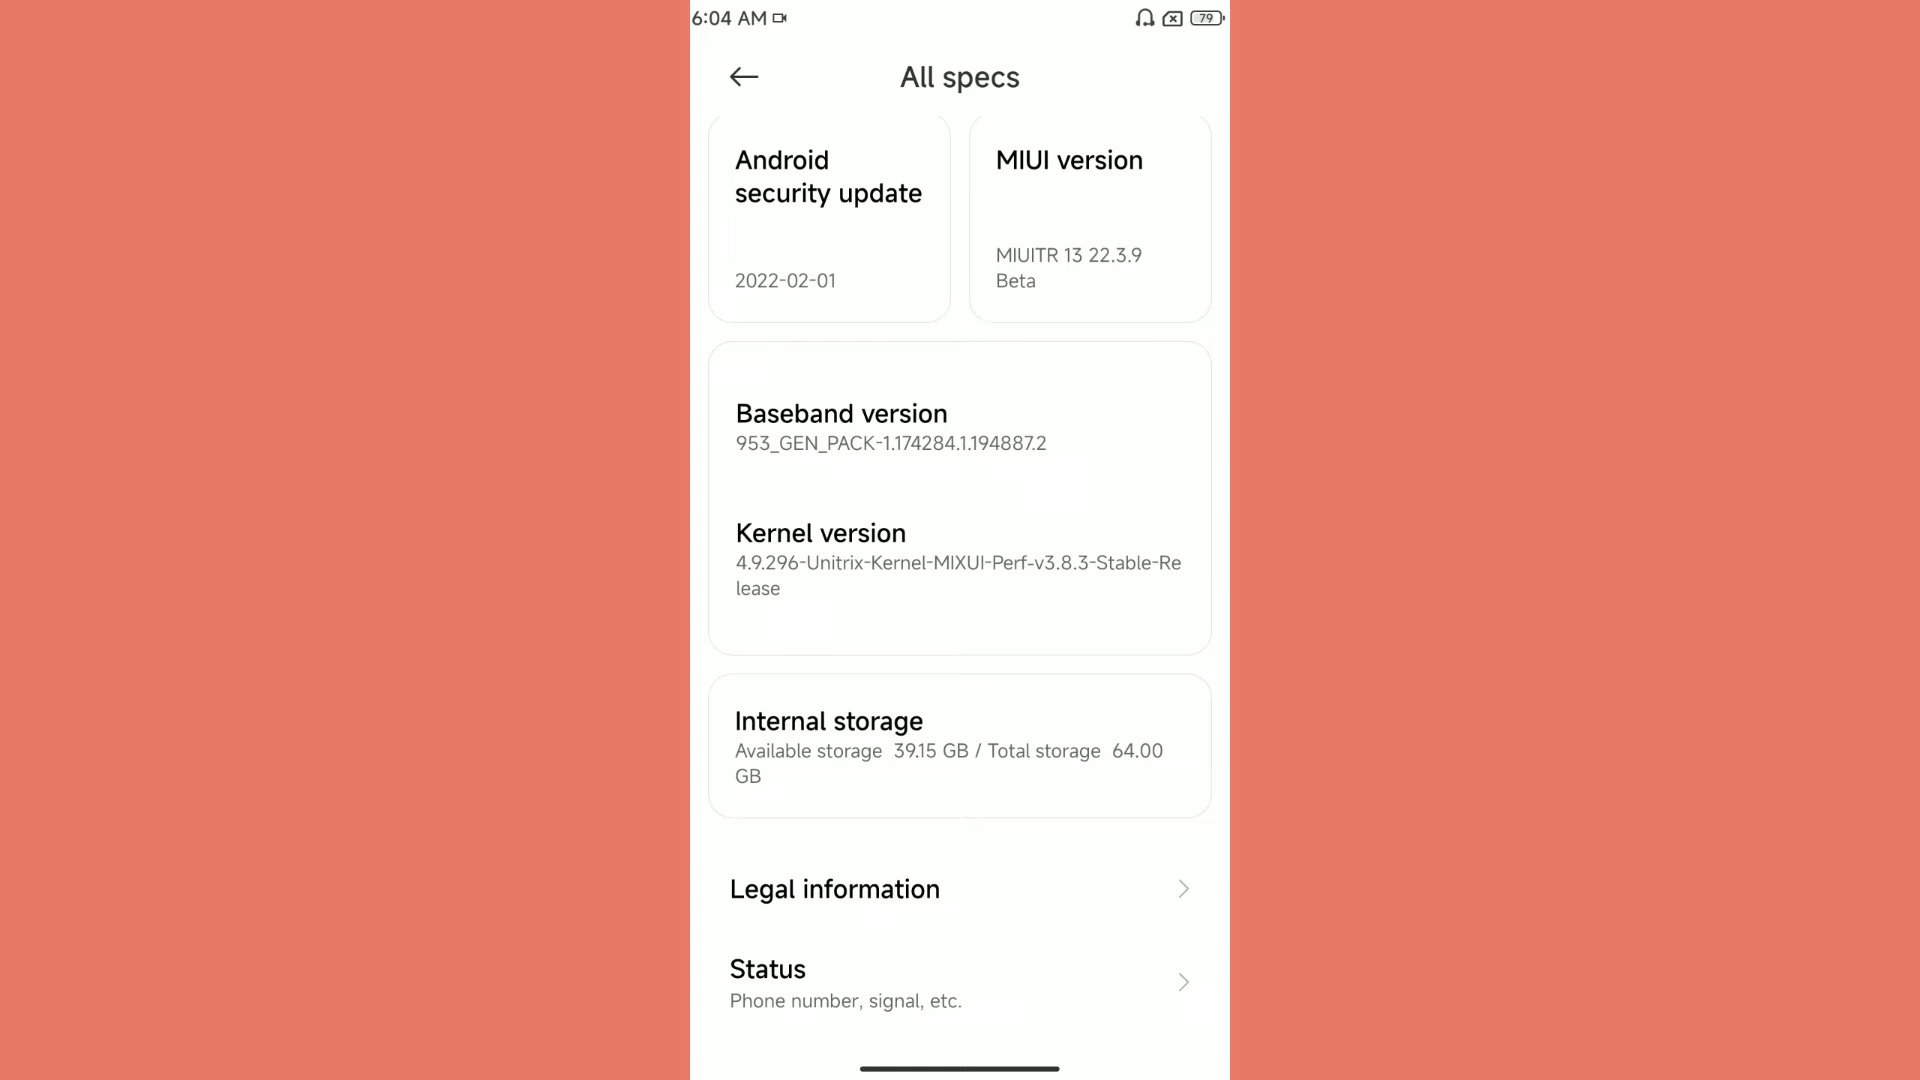 6:04 AM
79
All specs
Android
security update
2022-02-01
MIUI version
MIUITR 13 22.3.9
Beta
Baseband version
953_GEN_PACK-1.174284.1.194887.2
Kernel version
4.9.296-Unitrix-Kernel-MIXUI-Perf-v3.8.3-Stable-Re
lease
Internal storage
Available storage  39.15 GB / Total storage  64.00
GB
Legal information
Status
Phone number, signal, etc.